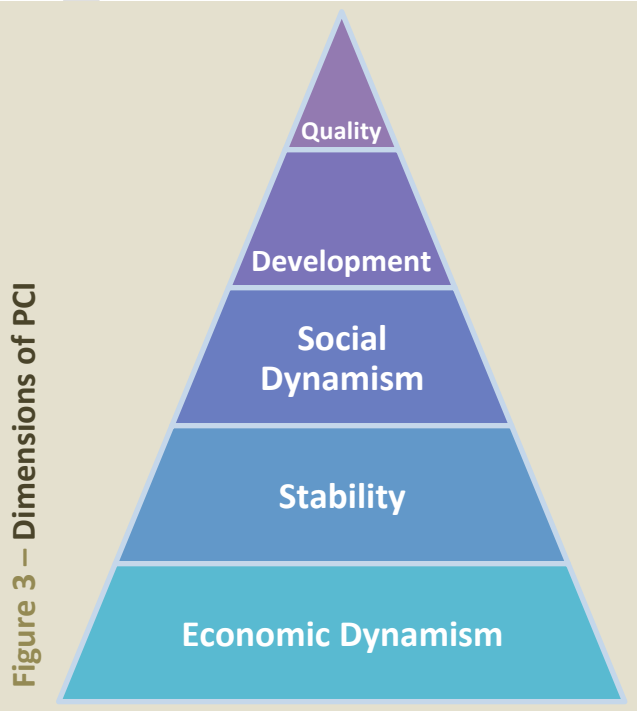 Figure 3 – Dimensions of PCI
Quality
Development
Social
Dynamism
Stability
Economic Dynamism